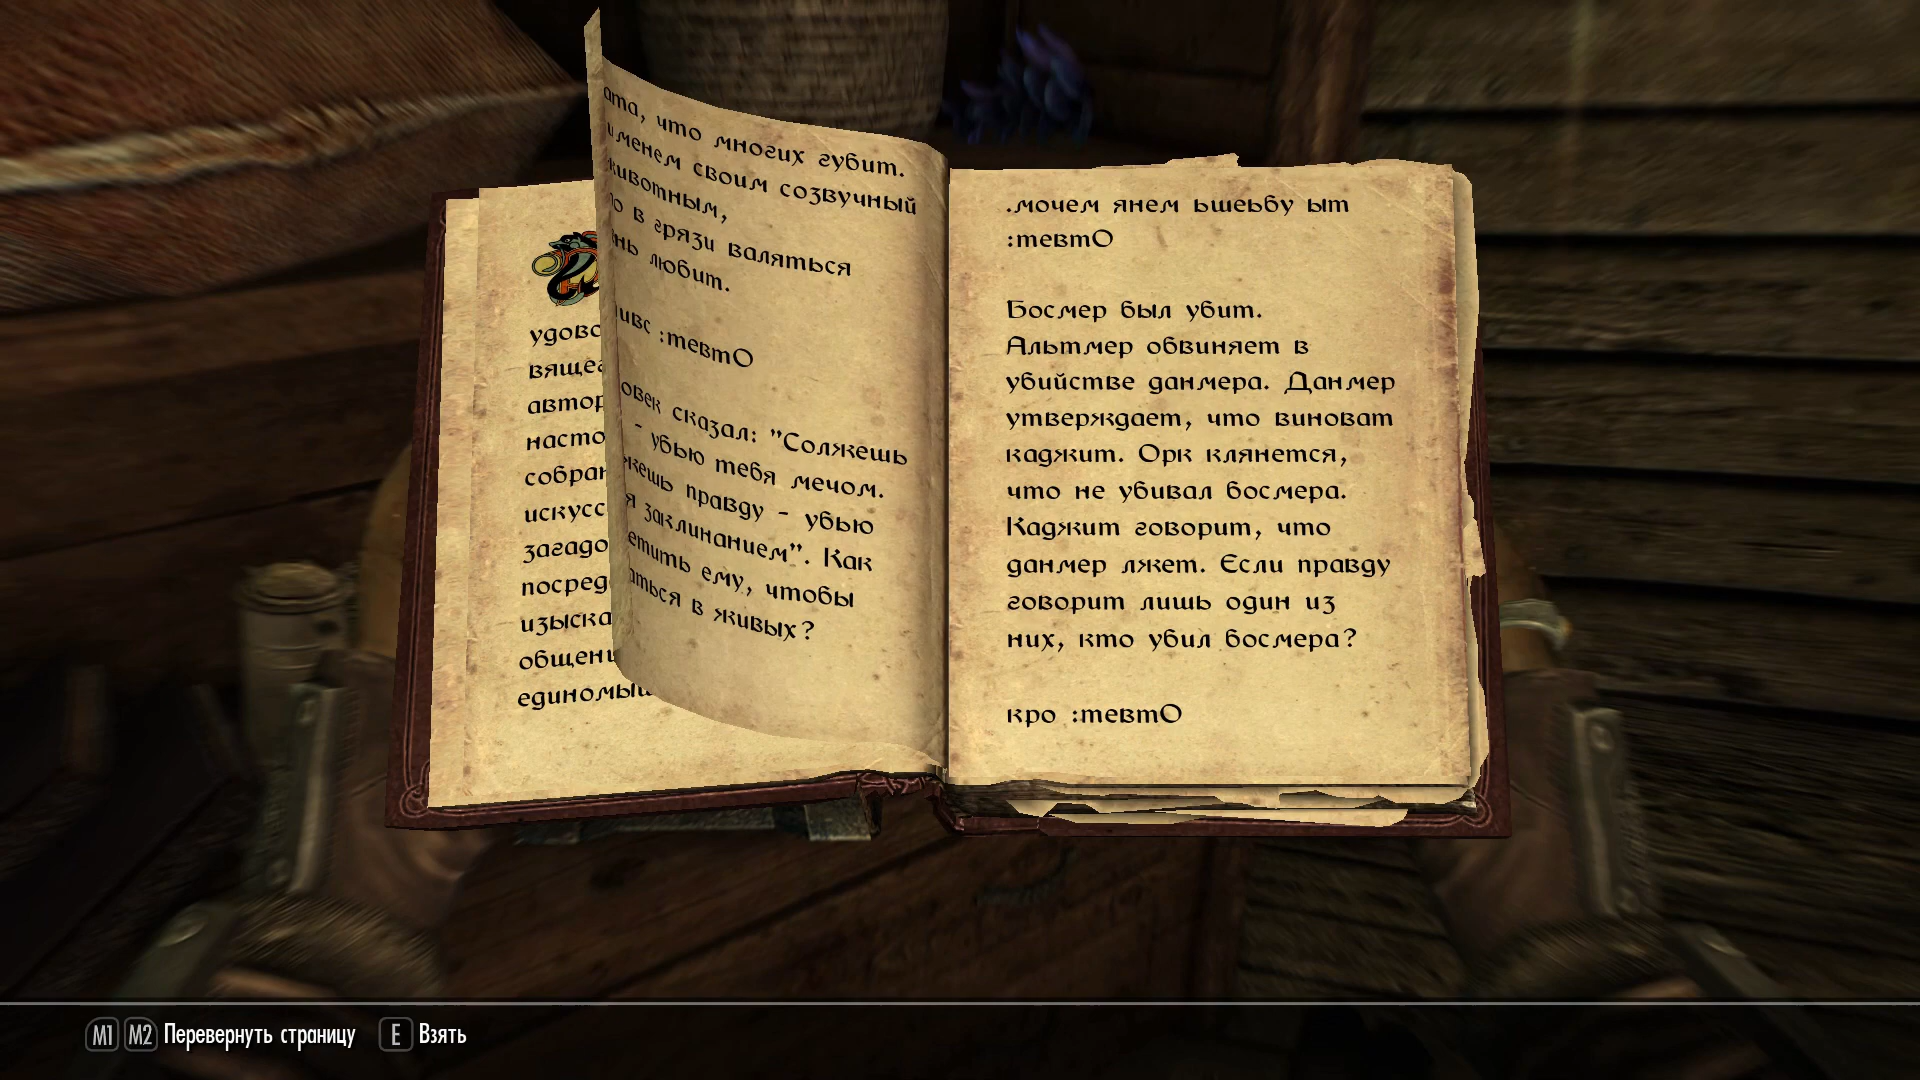 удово
вяще
автор
насто
собран
искусс
загадо
посред
изыска
общени
единомы
ата, что многих губит.
именем своим созвучный
животным,
о в грязи валяться
нь любит.
ивс :тевтО
овек сказал: "Солжешь
- убью тебя мечом.
жешь правду - убью
я заклинанием". Как
етить ему, чтобы
аться в живых?
.мочем янем ьшеьбу ыт
:тевтО
Босмер был убит.
Альтмер обвиняет в
убийстве данмера. Данмер
утверждает, что виноват
каджит. Орк клянется,
что не убивал босмера.
Каджит говорит, что
данмер лжет. Если правду
говорит лишь один из
них, кто убил босмера?
кро :тевтО
M1 M2 Перевернуть страницу E Взять